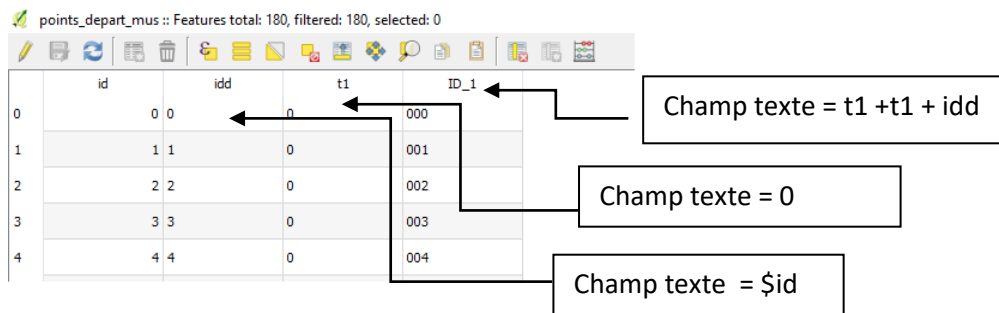 points_depart_mus :: Features total: 180, filtered: 180, selected: 0
id idd t1 ID_1
0 0 0 0 000
1 1 1 0 001
2 2 2 0 002
3 3 3 0 003
4 4 4 0 004
Champ texte = t1 +t1 + idd
Champ texte = 0
Champ texte = $id